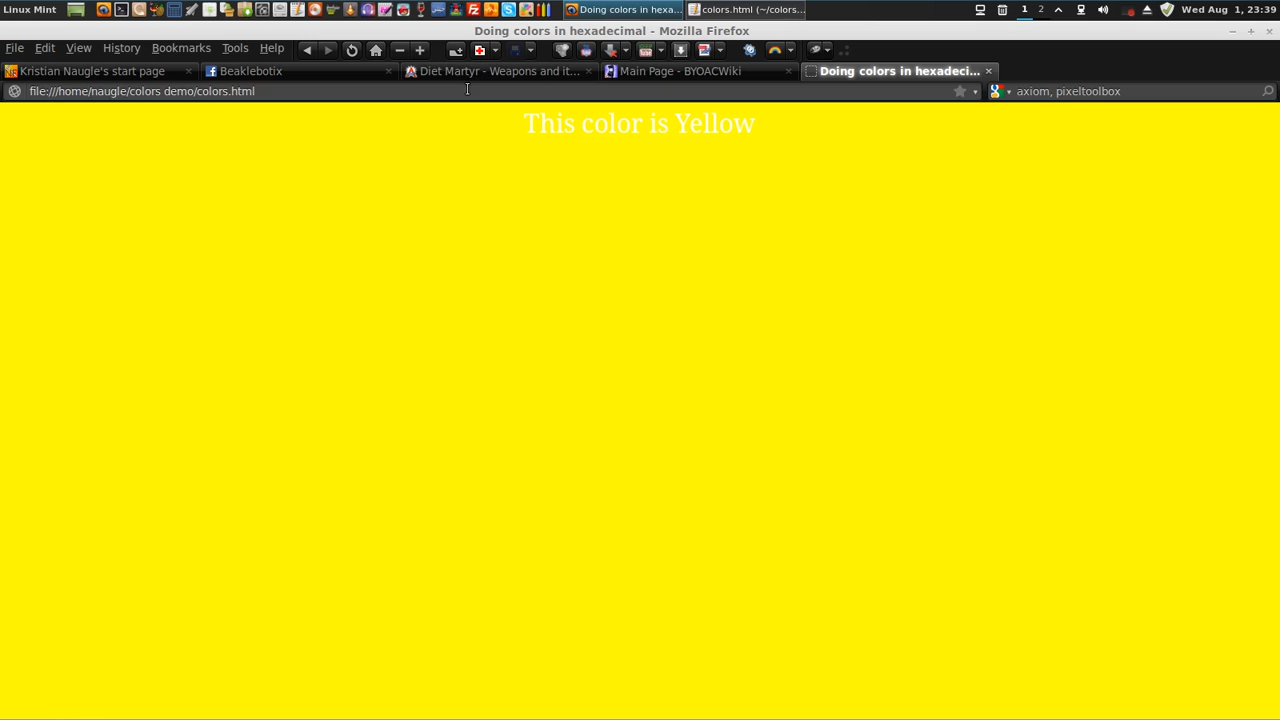 Linux Mint
Doing colors in hexa...
colors.html (~/colors...
1 2
Wed Aug 1, 23:39
Doing colors in hexadecimal - Mozilla Firefox
File Edit View History Bookmarks Tools Help
Kristian Naugle's start page
Beaklebotix
Diet Martyr - Weapons and it...
Main Page - BYOACWiki
Doing colors in hexadeci...
file:///home/naugle/colors demo/colors.html
axiom, pixeltoolbox
This color is Yellow